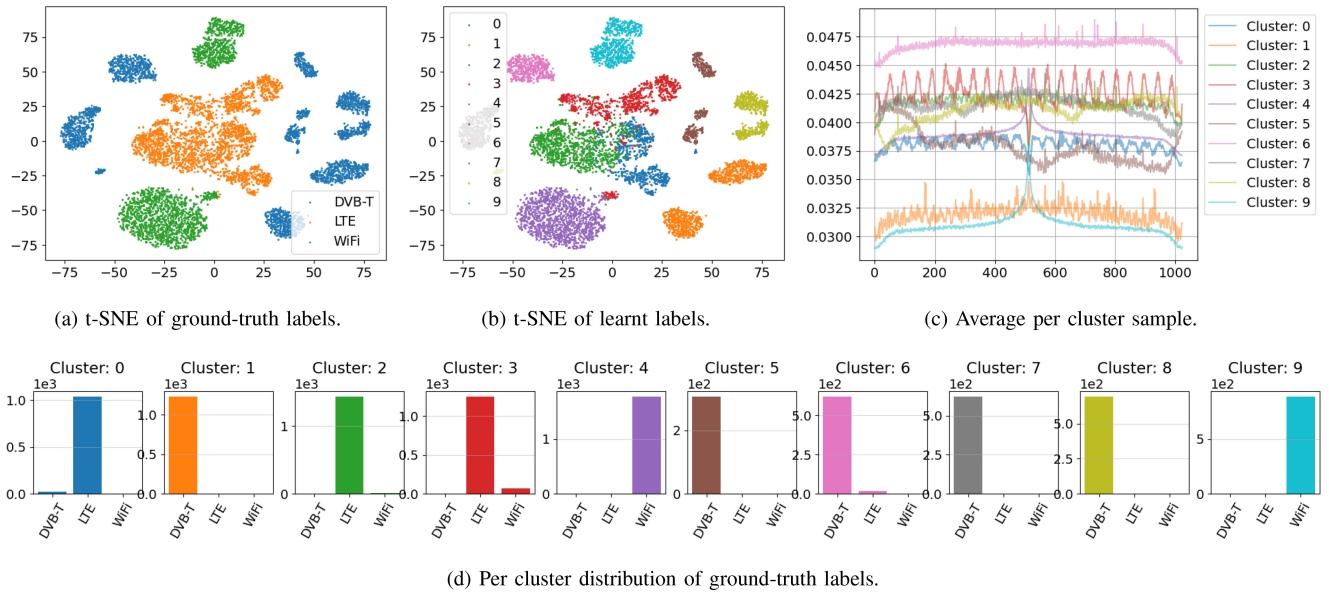 75
50
25
0
−25
−50
−75
−75 −50 −25 0 25 50 75
DVB-T
LTE
WiFi
(a) t-SNE of ground-truth labels.
75
50
25
0
−25
−50
−75
−75 −50 −25 0 25 50 75
0
1
2
3
4
5
6
7
8
9
(b) t-SNE of learnt labels.
0.0475
0.0450
0.0425
0.0400
0.0375
0.0350
0.0325
0.0300
0 200 400 600 800 1000
Cluster: 0
Cluster: 1
Cluster: 2
Cluster: 3
Cluster: 4
Cluster: 5
Cluster: 6
Cluster: 7
Cluster: 8
Cluster: 9
(c) Average per cluster sample.
Cluster: 0
1e3
1.0
0.5
0.0
DVB-T LTE WiFi
Cluster: 1
1e3
1.0
0.5
0.0
DVB-T LTE WiFi
Cluster: 2
1e3
1
0
DVB-T LTE WiFi
Cluster: 3
1e3
1.0
0.5
0.0
DVB-T LTE WiFi
Cluster: 4
1e3
1
0
DVB-T LTE WiFi
Cluster: 5
1e2
2
0
DVB-T LTE WiFi
Cluster: 6
1e2
5.0
2.5
0.0
DVB-T LTE WiFi
Cluster: 7
1e2
5.0
2.5
0.0
DVB-T LTE WiFi
Cluster: 8
1e2
5.0
2.5
0.0
DVB-T LTE WiFi
Cluster: 9
1e2
5
0
DVB-T LTE WiFi
(d) Per cluster distribution of ground-truth labels.